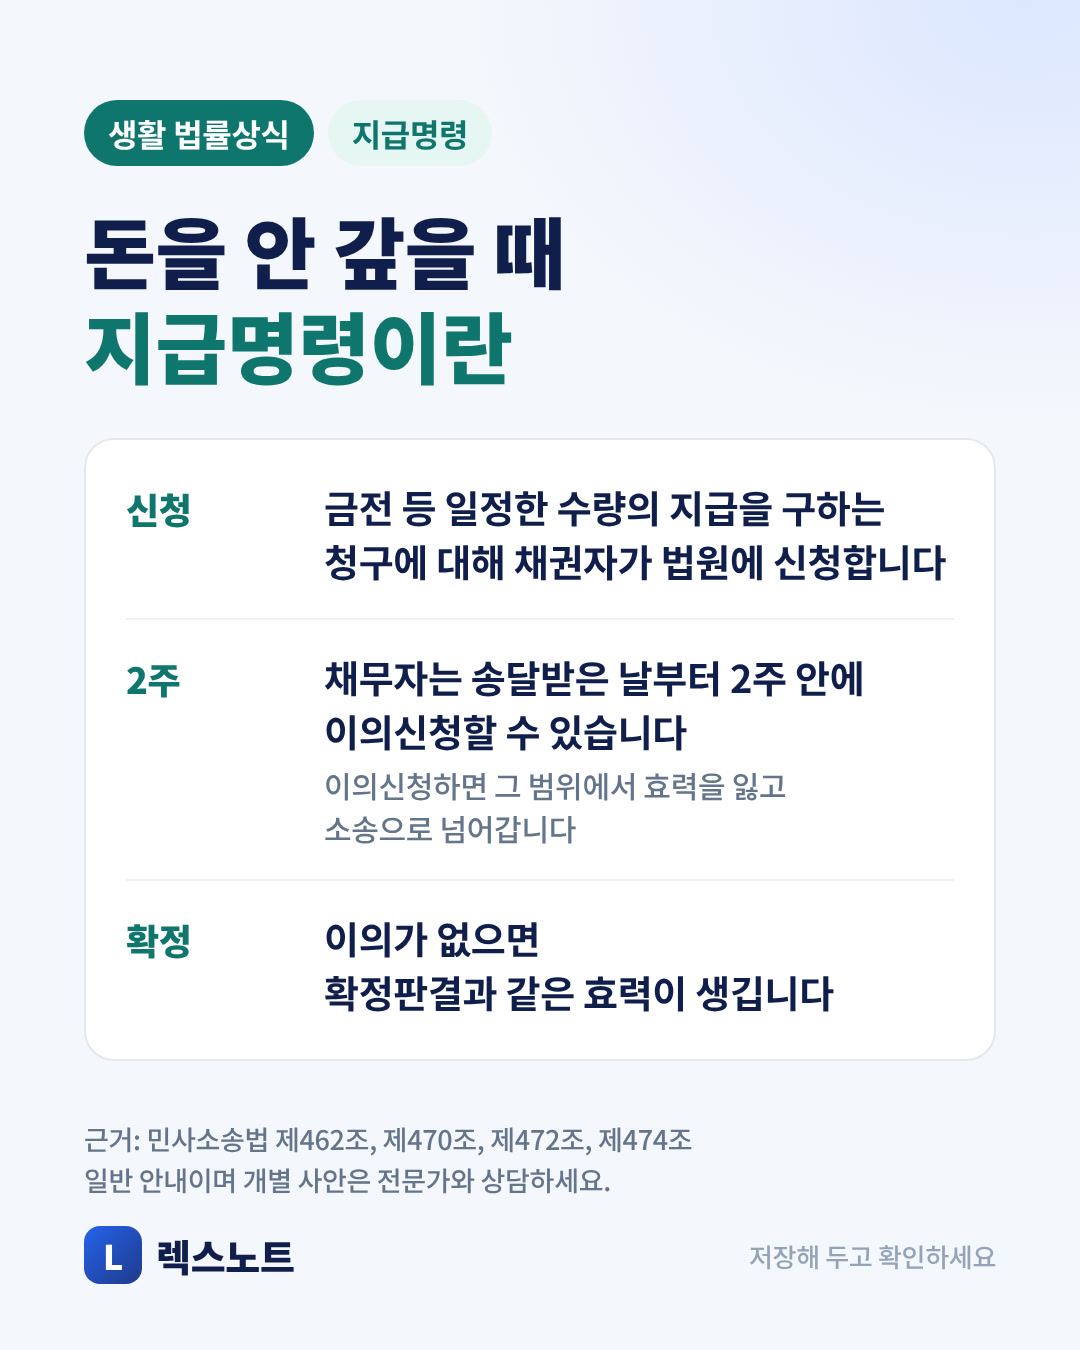 생활 법률상식
지급명령
돈을 안 갚을 때
지급명령이란
신청
금전 등 일정한 수량의 지급을 구하는
청구에 대해 채권자가 법원에 신청합니다
2주
채무자는 송달받은 날부터 2주 안에
이의신청할 수 있습니다
이의신청하면 그 범위에서 효력을 잃고
소송으로 넘어갑니다
확정
이의가 없으면
확정판결과 같은 효력이 생깁니다
근거: 민사소송법 제462조, 제470조, 제472조, 제474조
일반 안내이며 개별 사안은 전문가와 상담하세요.
L 렉스노트
저장해 두고 확인하세요